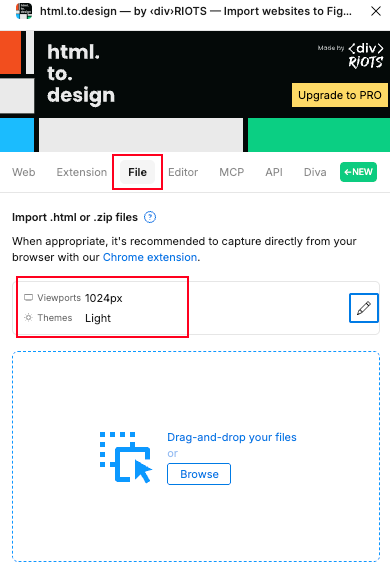 html.to.design — by ‹div›RIOTS — Import websites to Fig...
html.
to.
design
Made by <div>
RIOTS
Upgrade to PRO
Web Extension File Editor MCP API Diva ←NEW
Import .html or .zip files ?
When appropriate, it's recommended to capture directly from your
browser with our Chrome extension.
Viewports 1024px
Themes Light
Drag-and-drop your files
or
Browse